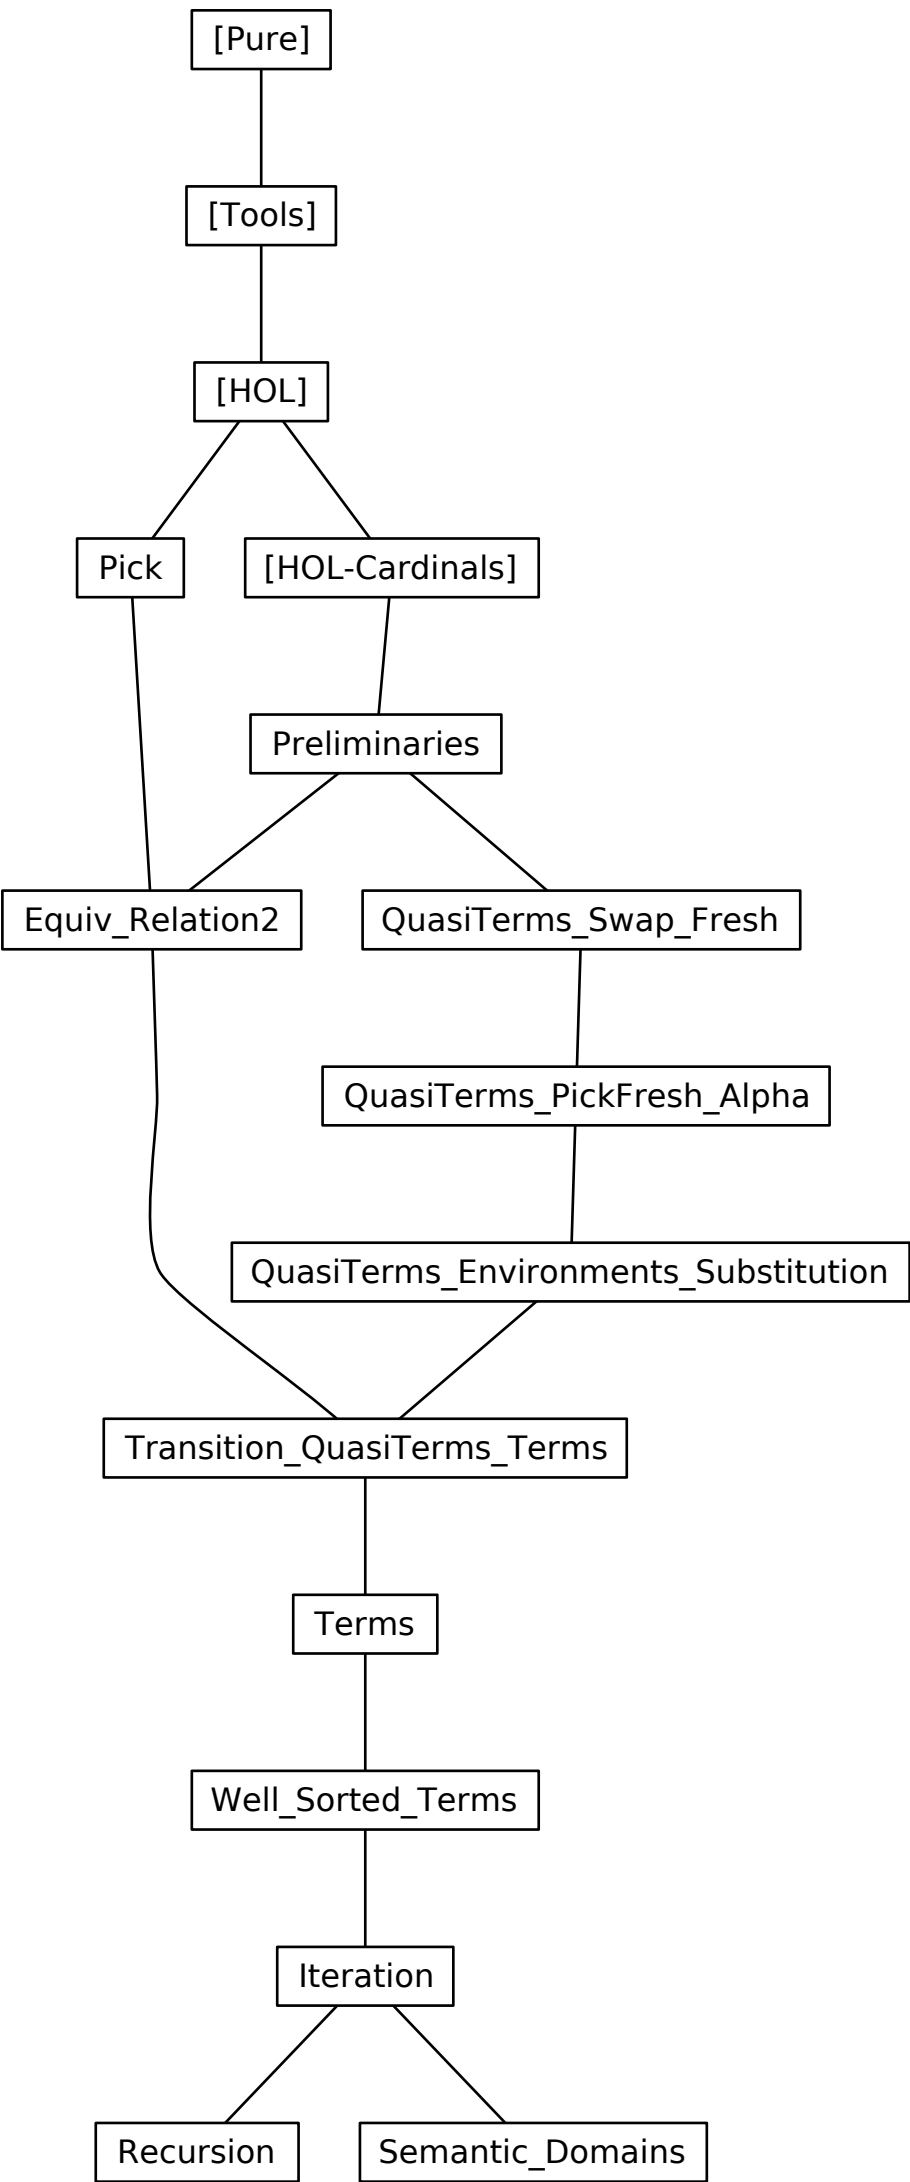 [Pure]
[Tools]
[HOL]
Pick
[HOL-Cardinals]
Preliminaries
Equiv_Relation2
QuasiTerms_Swap_Fresh
QuasiTerms_PickFresh_Alpha
QuasiTerms_Environments_Substitution
Transition_QuasiTerms_Terms
Terms
Well_Sorted_Terms
Iteration
Recursion
Semantic_Domains